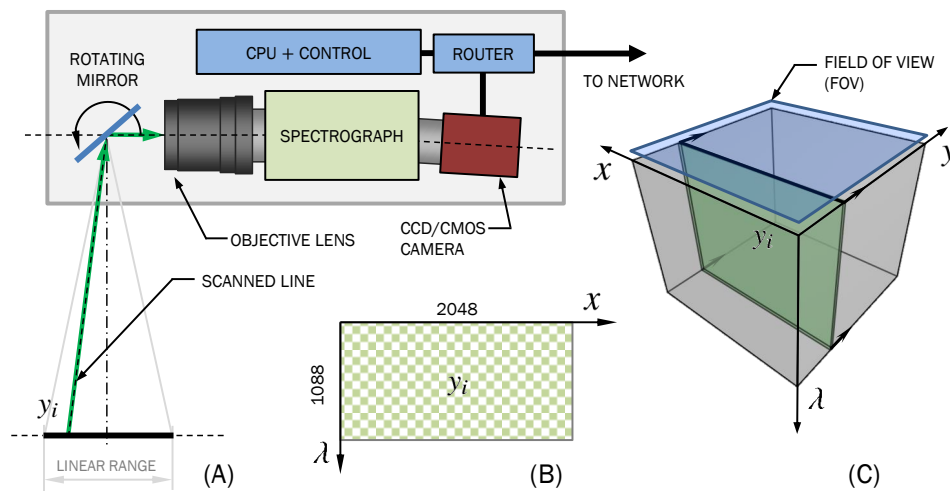 CPU + CONTROL
ROUTER
ROTATING
MIRROR
TO NETWORK
SPECTROGRAPH
OBJECTIVE LENS
CCD/CMOS
CAMERA
SCANNED LINE
y_i
LINEAR RANGE
(A)
x
2048
1088
y_i
λ
(B)
FIELD OF VIEW
(FOV)
x
y
y_i
λ
(C)